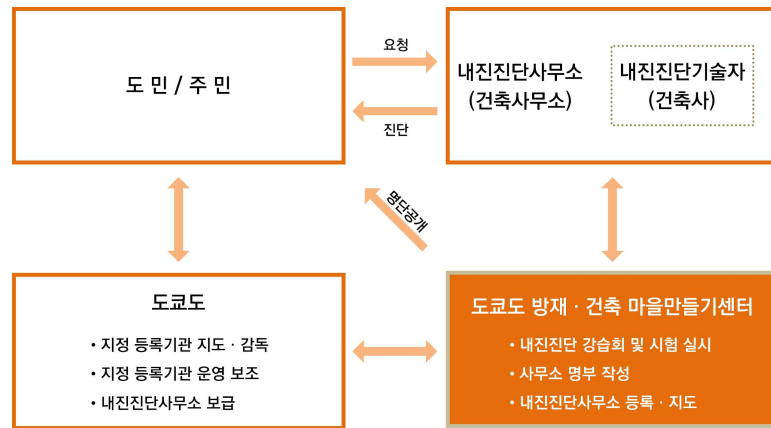 도 민 / 주 민
요청
진단
내진진단사무소
(건축사무소)
내진진단기술자
(건축사)
명단공개
도쿄도
• 지정 등록기관 지도 · 감독
• 지정 등록기관 운영 보조
• 내진진단사무소 보급
도쿄도 방재 · 건축 마을만들기센터
• 내진진단 강습회 및 시험 실시
• 사무소 명부 작성
• 내진진단사무소 등록 · 지도